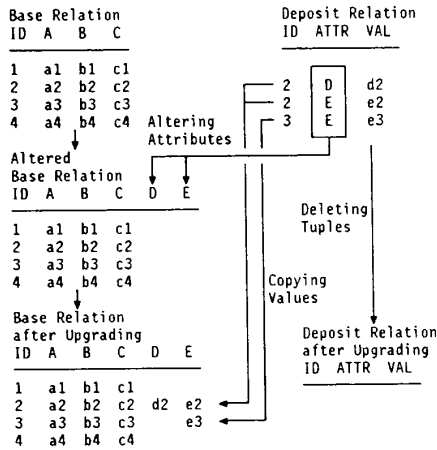 Base Relation
ID A B C
1 a1 b1 c1
2 a2 b2 c2
3 a3 b3 c3
4 a4 b4 c4
Deposit Relation
ID ATTR VAL
2 D d2
2 E e2
3 E e3
Altering
Attributes
Altered
Base Relation
ID A B C D E
1 a1 b1 c1
2 a2 b2 c2
3 a3 b3 c3
4 a4 b4 c4
Deleting
Tuples
Copying
Values
Base Relation
after Upgrading
ID A B C D E
1 a1 b1 c1
2 a2 b2 c2 d2 e2
3 a3 b3 c3 e3
4 a4 b4 c4
Deposit Relation
after Upgrading
ID ATTR VAL